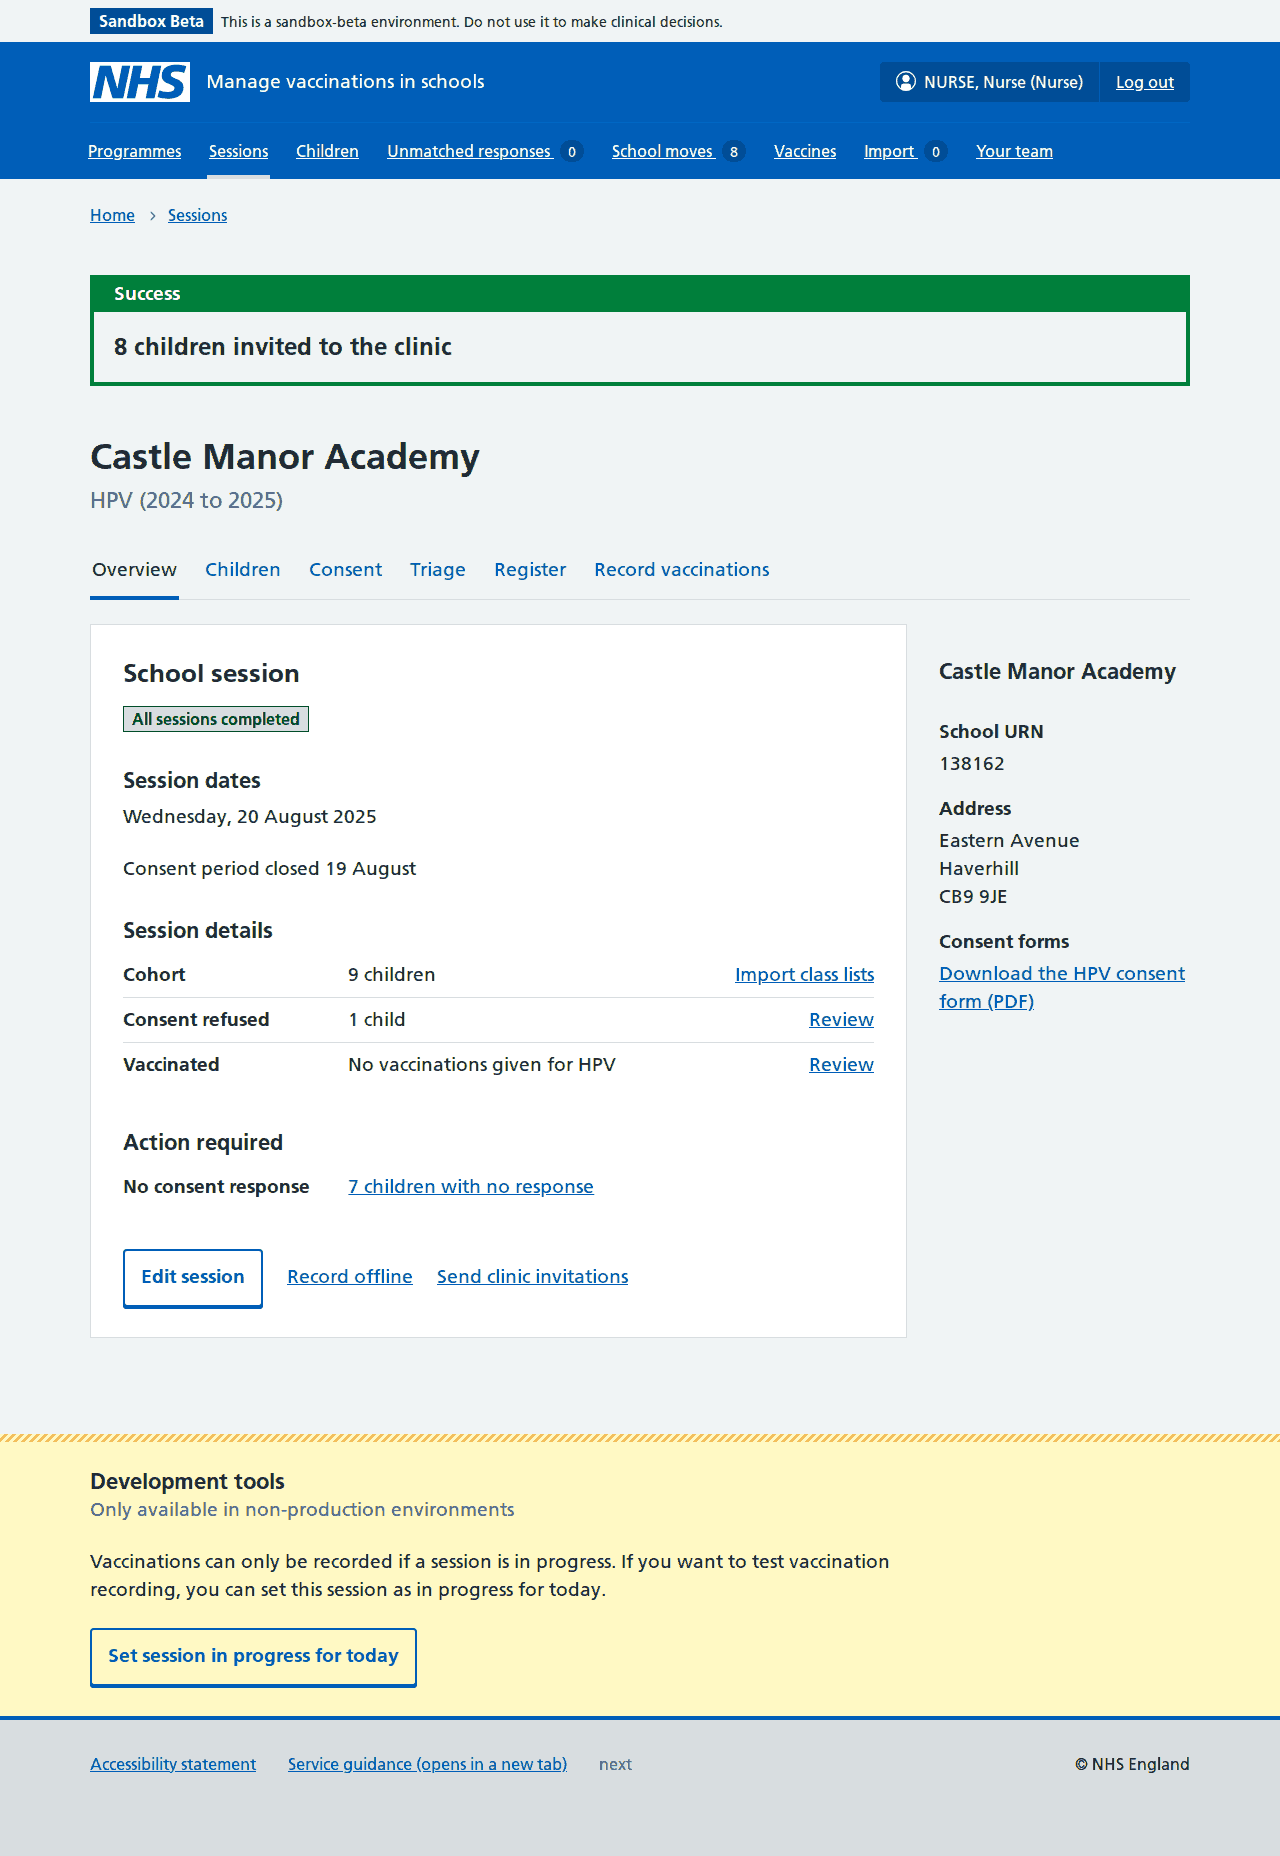 Sandbox Beta This is a sandbox-beta environment. Do not use it to make clinical decisions.
NHS Manage vaccinations in schools NURSE, Nurse (Nurse) Log out
Programmes Sessions Children Unmatched responses 0 School moves 8 Vaccines Import 0 Your team
Home Sessions
Success
8 children invited to the clinic
Castle Manor Academy
HPV (2024 to 2025)
Overview Children Consent Triage Register Record vaccinations
School session
All sessions completed
Session dates
Wednesday, 20 August 2025
Consent period closed 19 August
Session details
Cohort 9 children Import class lists
Consent refused 1 child Review
Vaccinated No vaccinations given for HPV Review
Action required
No consent response 7 children with no response
Edit session Record offline Send clinic invitations
Castle Manor Academy
School URN
138162
Address
Eastern Avenue
Haverhill
CB9 9JE
Consent forms
Download the HPV consent
form (PDF)
Development tools
Only available in non-production environments
Vaccinations can only be recorded if a session is in progress. If you want to test vaccination
recording, you can set this session as in progress for today.
Set session in progress for today
Accessibility statement Service guidance (opens in a new tab) next © NHS England